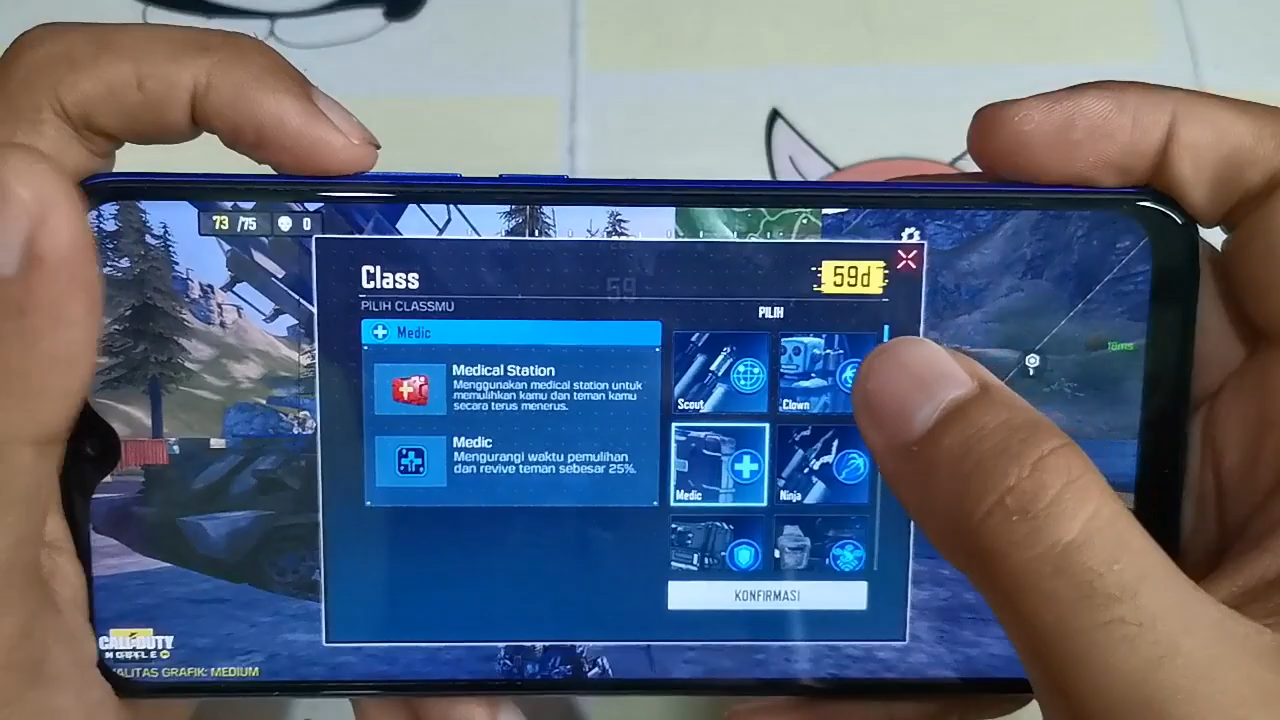 73 /75 0
Class
59d
59
PILIH CLASSMU
PILIH
Medic
Medical Station
Menggunakan medical station untuk
memulihkan kamu dan teman kamu
secara terus menerus.
Medic
Mengurangi waktu pemulihan
dan revive teman sebesar 25%.
Scout
Clown
Medic
Ninja
KONFIRMASI
18ms
CALL OF DUTY
MOBILE
ALITAS GRAFIK: MEDIUM